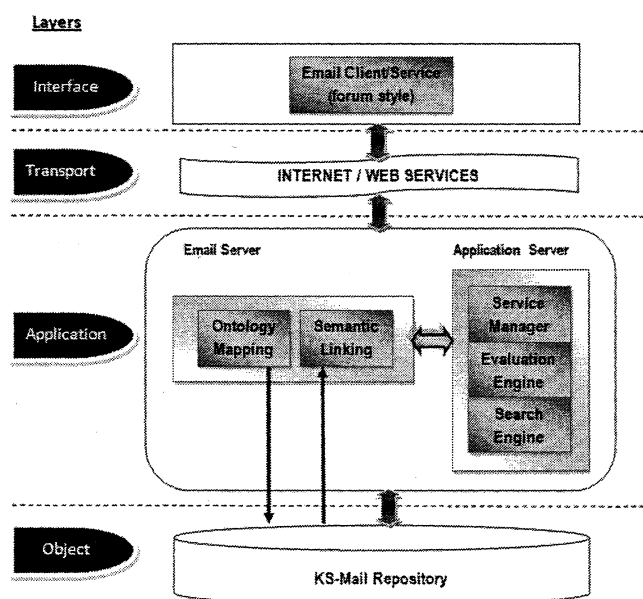 Layers
Interface
Email Client/Service
(forum style)
Transport
INTERNET / WEB SERVICES
Email Server
Application Server
Application
Ontology
Mapping
Semantic
Linking
Service
Manager
Evaluation
Engine
Search
Engine
Object
KS-Mail Repository